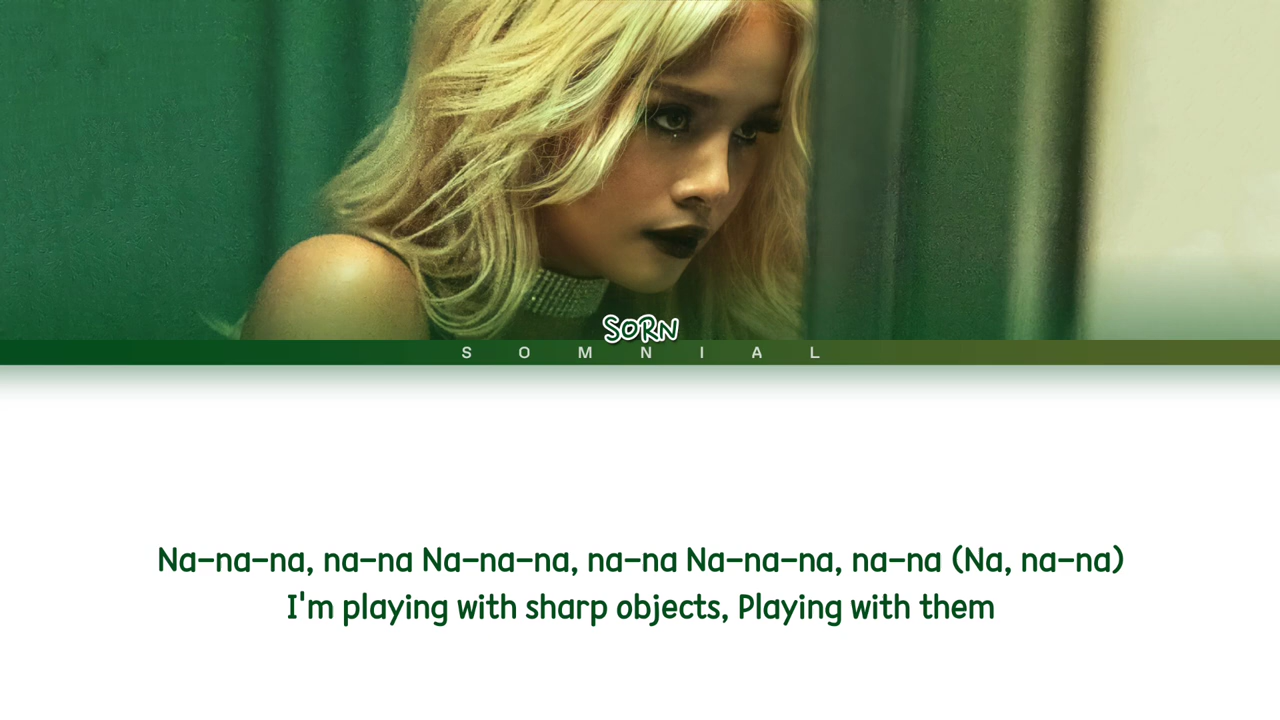 SORN
SOMNIAL
Na-na-na, na-na Na-na-na, na-na Na-na-na, na-na (Na, na-na)
I'm playing with sharp objects, Playing with them